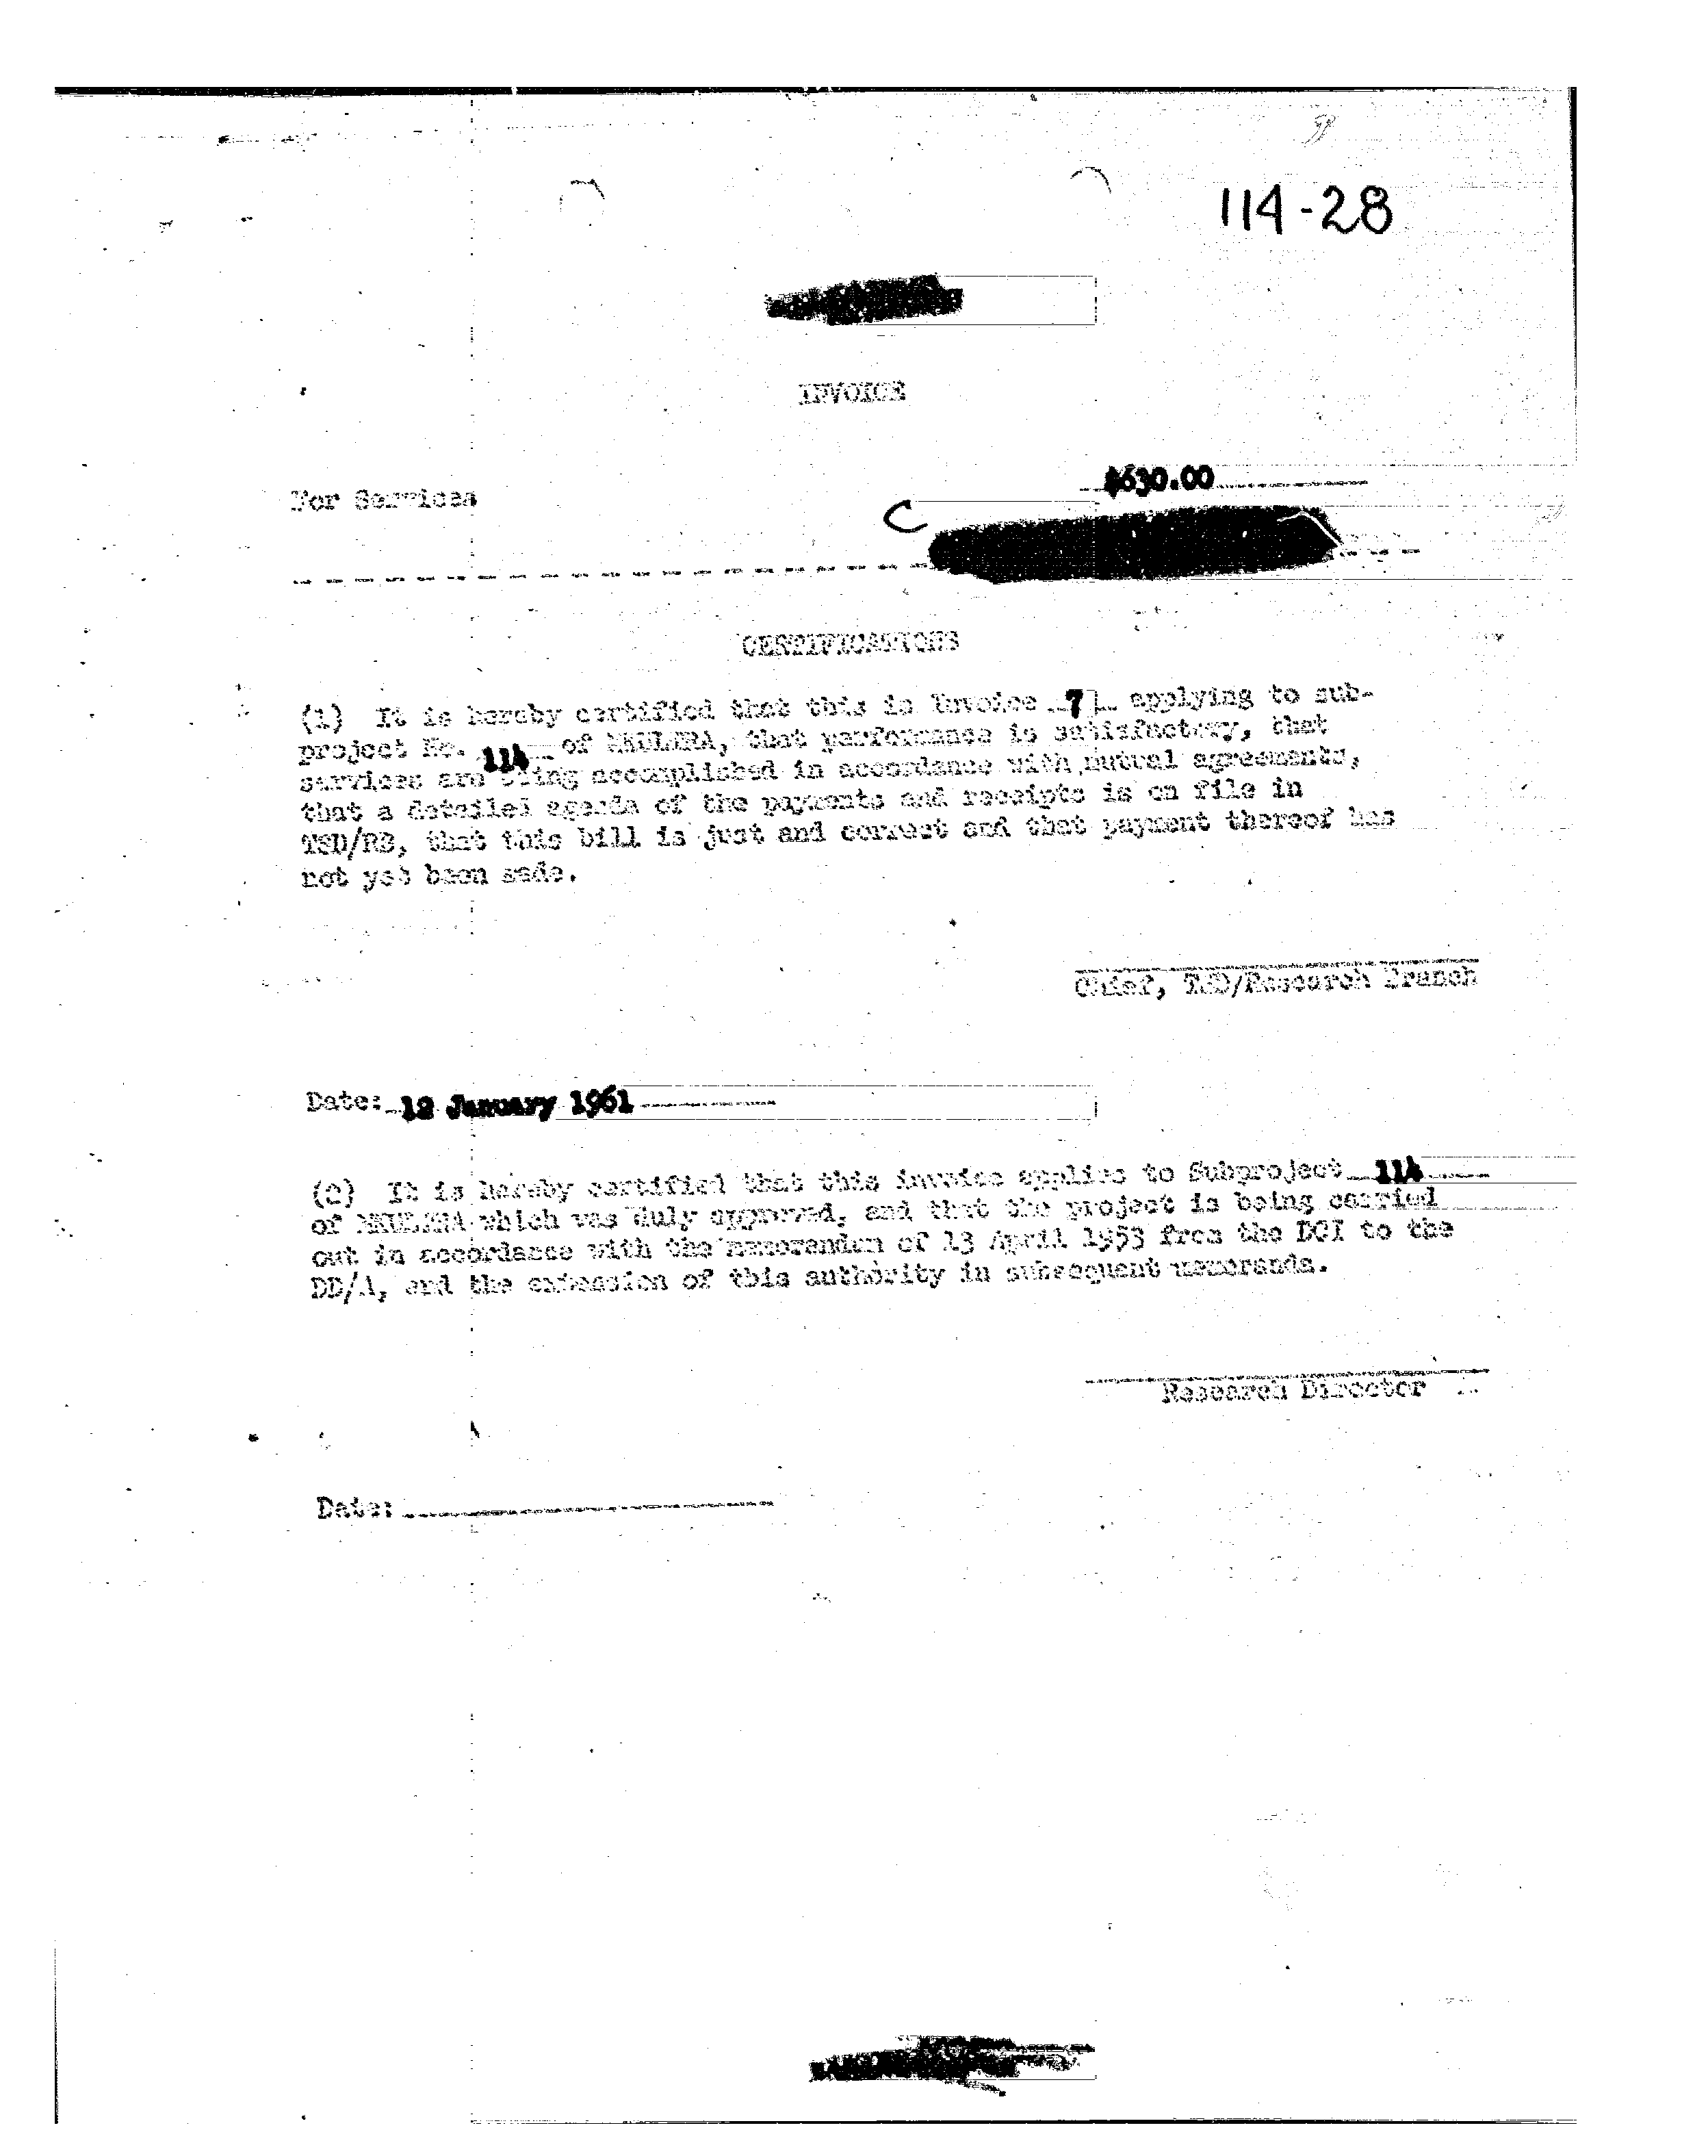 114-28
INVOICE
$630.00
For Services
CERTIFICATIONS
(1) It is hereby certified that this is Invoice 7 applying to sub-
project No. 114 of MKULTRA, that performance is satisfactory, that
services are being accomplished in accordance with mutual agreements,
that a detailed agenda of the payments and receipts is on file in
TSD/RB, that this bill is just and correct and that payment thereof has
not yet been made.
Chief, TSD/Research Branch
Date: 12 January 1961
(2) It is hereby certified that this invoice applies to Subproject 114
of MKULTRA which was duly approved, and that the project is being carried
out in accordance with the memorandum of 13 April 1953 from the DCI to the
DD/A, and the extension of this authority in subsequent memoranda.
Research Director
Date: